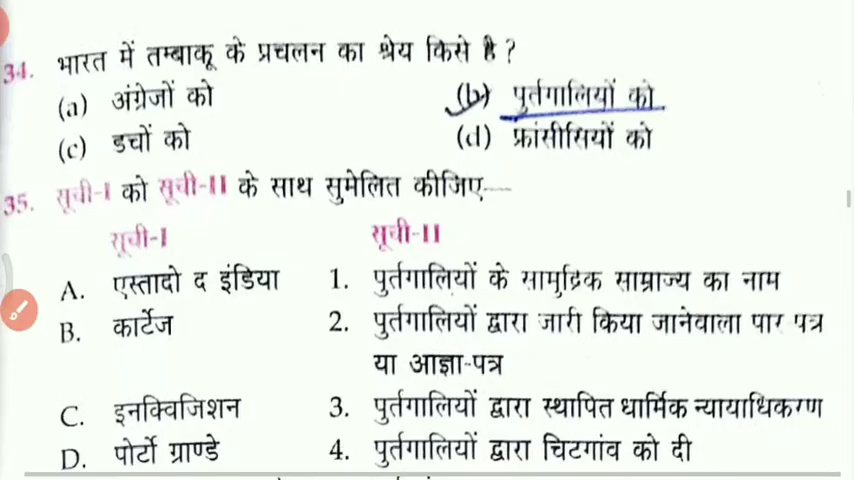 34. भारत में तम्बाकू के प्रचलन का श्रेय किसे है ?
(a) अंग्रेजों को (b) पुर्तगालियों को
(c) डचों को (d) फ्रांसीसियों को
35. सूची-I को सूची-II के साथ सुमेलित कीजिए—
सूची-I सूची-II
A. एस्तादो द इंडिया 1. पुर्तगालियों के सामुद्रिक साम्राज्य का नाम
B. कार्टेज 2. पुर्तगालियों द्वारा जारी किया जानेवाला पार पत्र
या आज्ञा-पत्र
C. इनक्विजिशन 3. पुर्तगालियों द्वारा स्थापित धार्मिक न्यायाधिकरण
D. पोर्टो ग्राण्डे 4. पुर्तगालियों द्वारा चिटगांव को दी